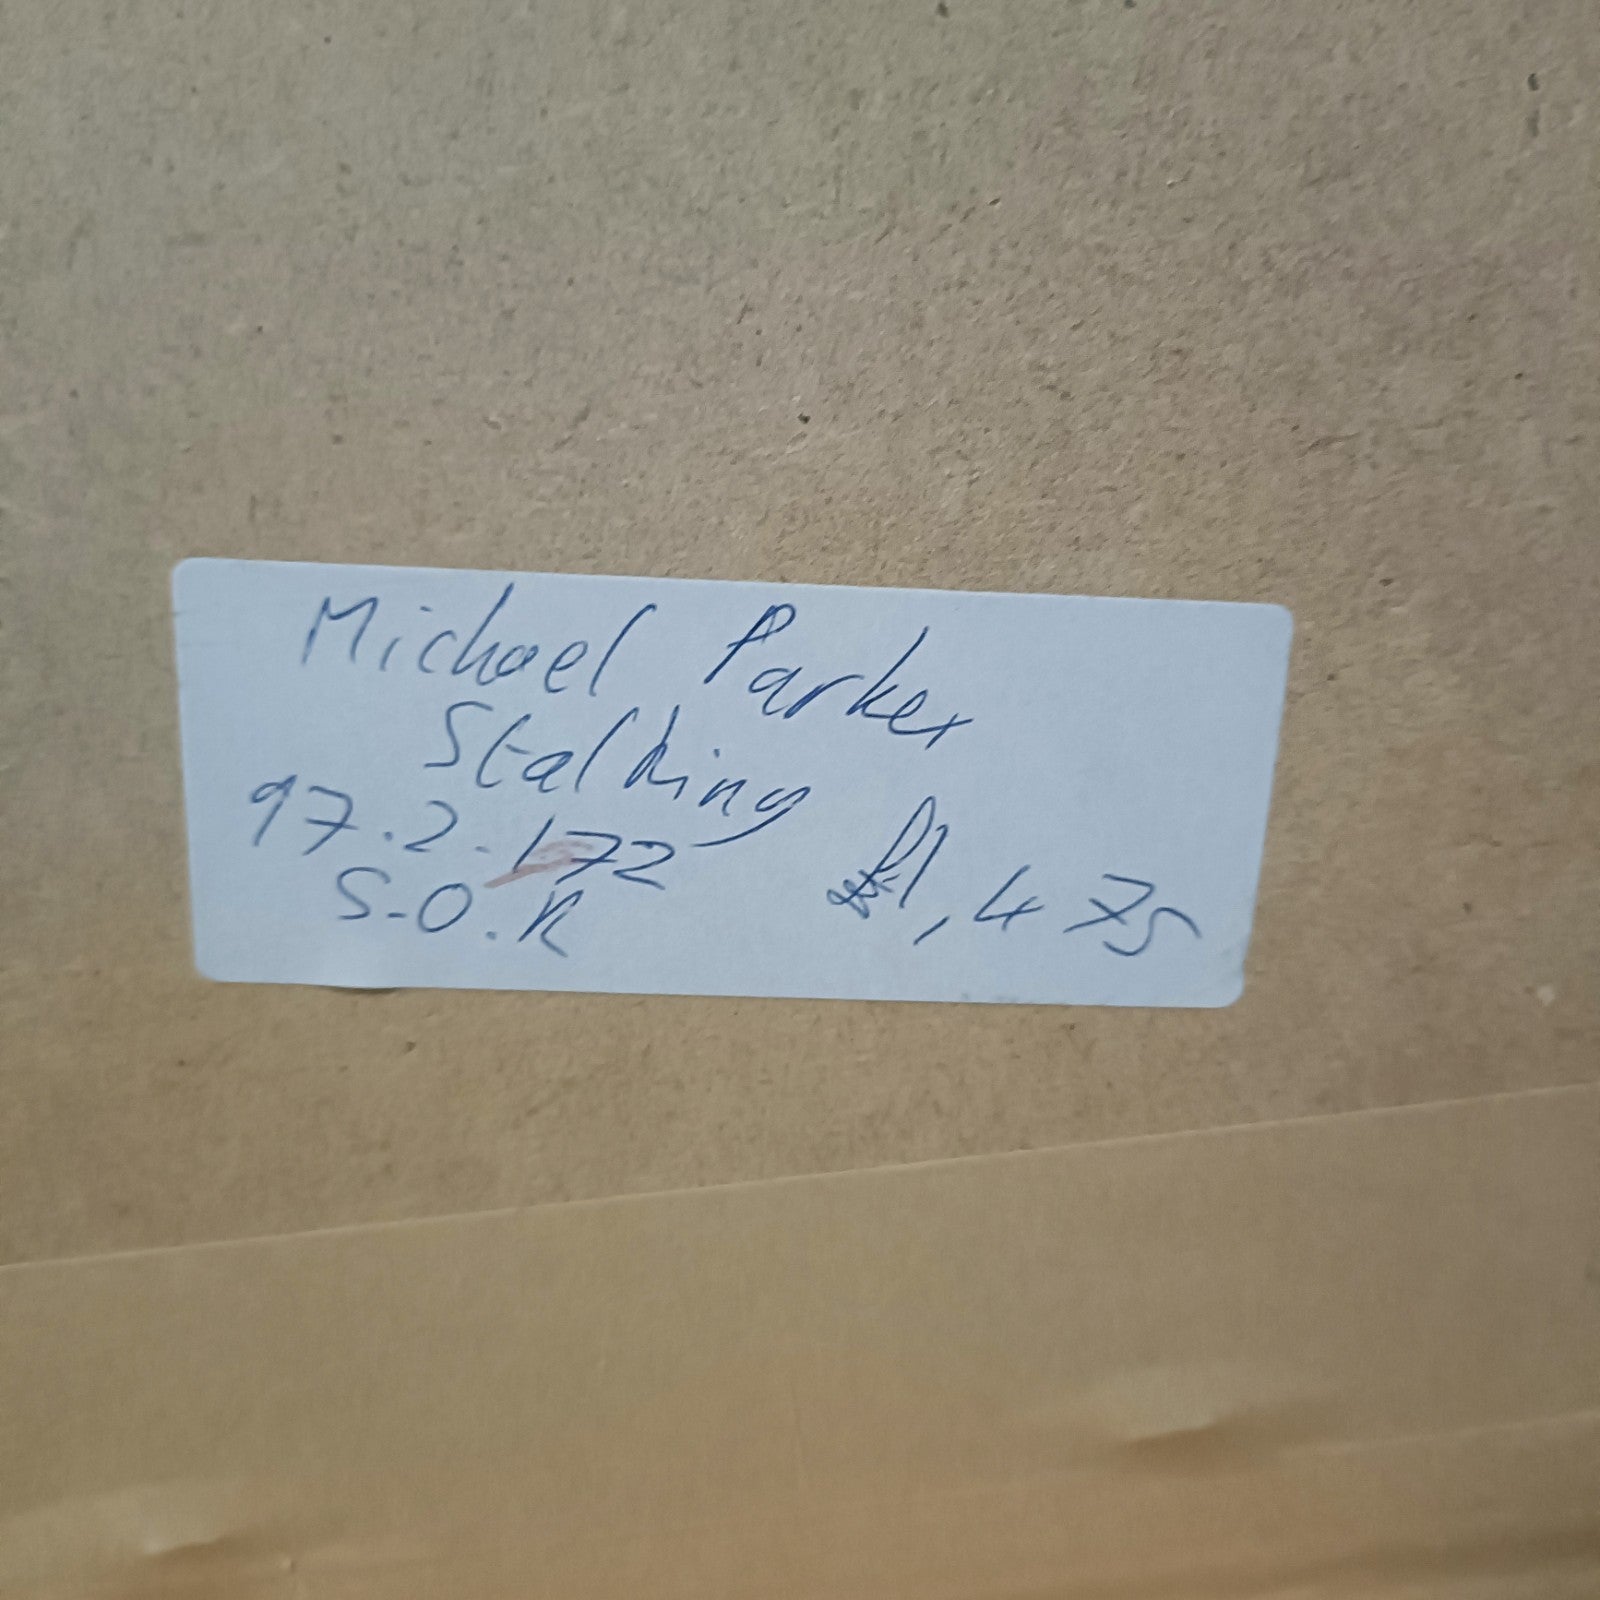 Michael Parker
Stalking
97.2.172
S.O.R
£1,475